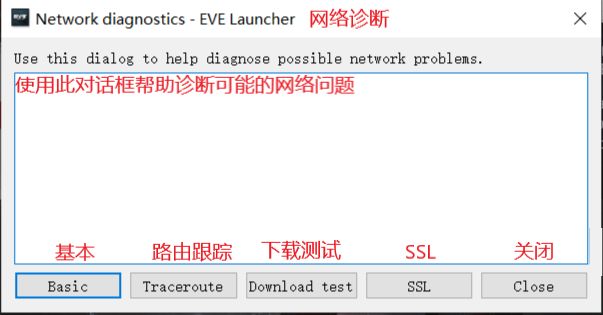 Network diagnostics - EVE Launcher 网络诊断
Use this dialog to help diagnose possible network problems.
使用此对话框帮助诊断可能的网络问题
基本 路由跟踪 下载测试 SSL 关闭
Basic Traceroute Download test SSL Close